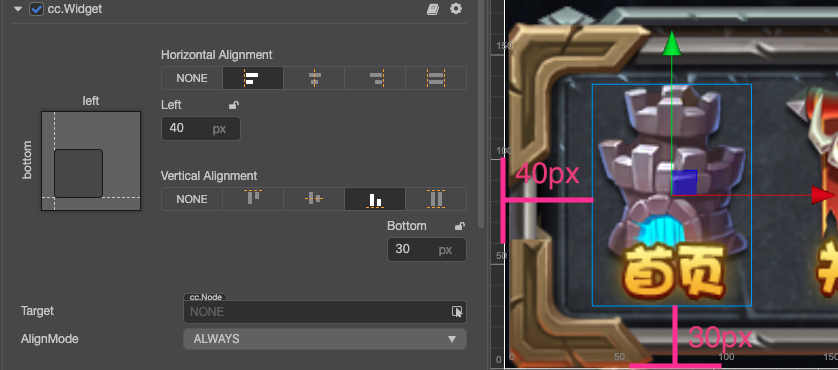 cc.Widget
Horizontal Alignment
NONE
left
Left
40 px
bottom
Vertical Alignment
NONE
Bottom
30 px
Target
cc.Node
NONE
AlignMode
ALWAYS
150
100
50
0
0
50
100
150
40px
首页
30px